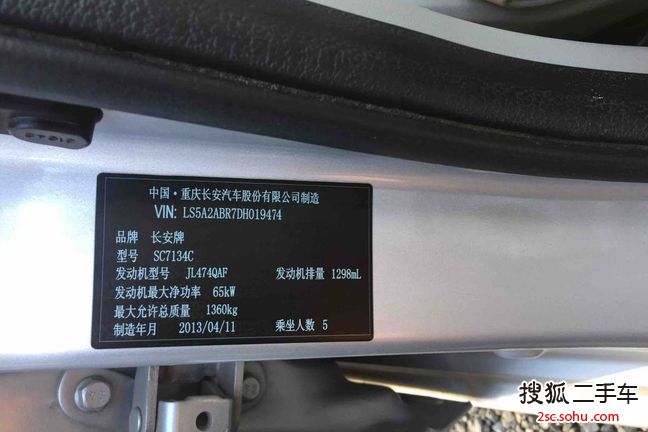 中国·重庆长安汽车股份有限公司制造
VIN: LS5A2ABR7DH019474
品牌 长安牌
型号 SC7134C
发动机型号 JL474QAF 发动机排量 1298mL
发动机最大净功率 65kW
最大允许总质量 1360kg
制造年月 2013/04/11 乘坐人数 5
搜狐二手车
2sc.sohu.com